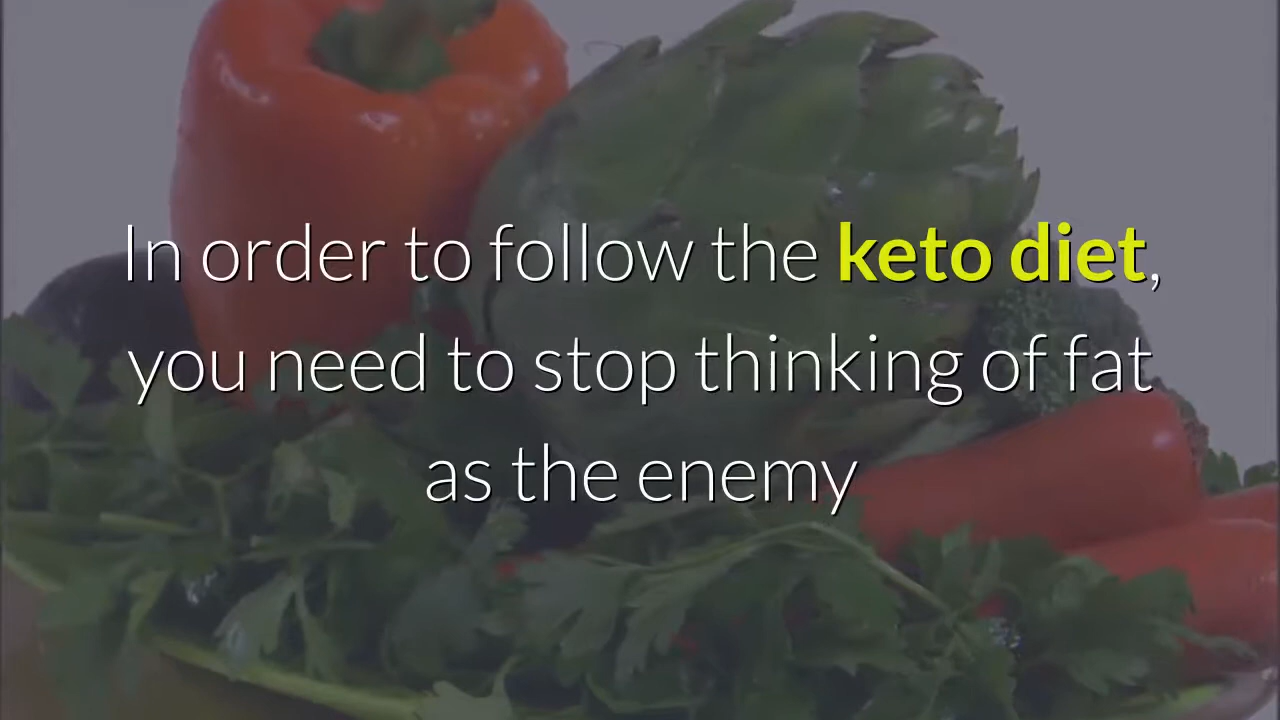 In order to follow the keto diet,
you need to stop thinking of fat
as the enemy